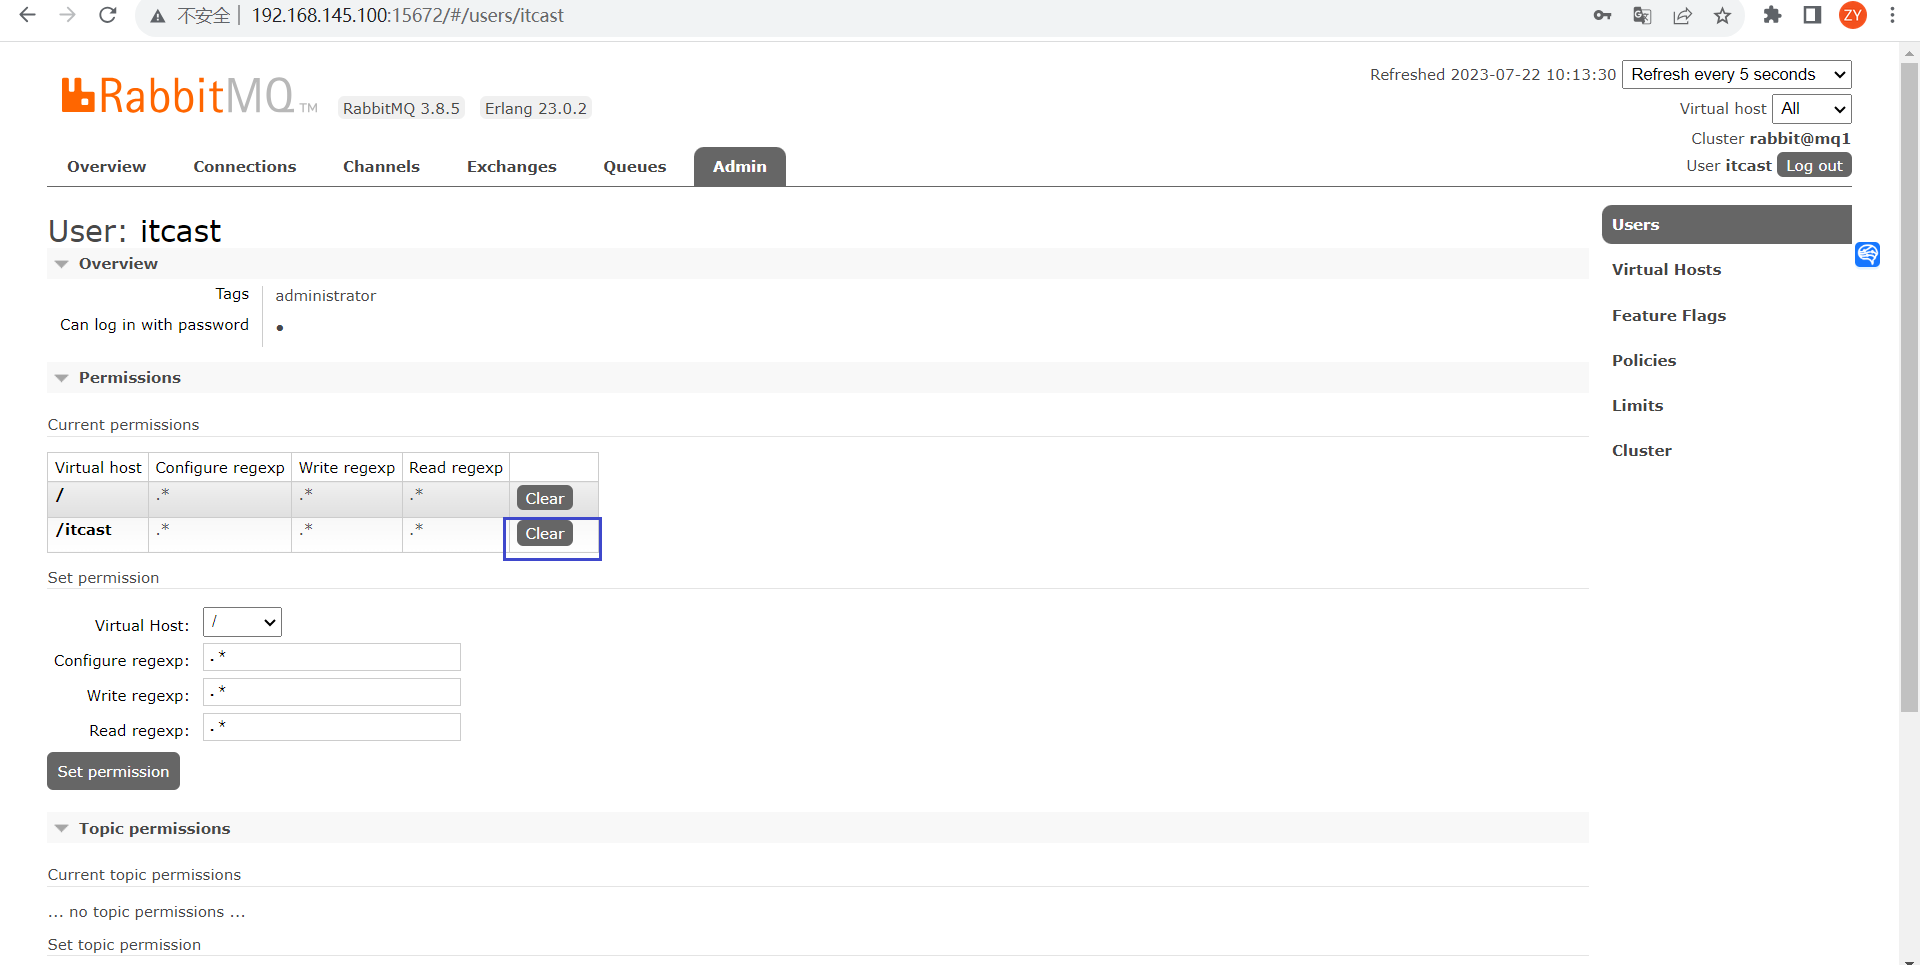 不安全 192.168.145.100:15672/#/users/itcast
ZY
RabbitMQ TM RabbitMQ 3.8.5 Erlang 23.0.2
Refreshed 2023-07-22 10:13:30 Refresh every 5 seconds
Virtual host All
Cluster rabbit@mq1
User itcast Log out
Overview Connections Channels Exchanges Queues Admin
User: itcast
Overview
Tags administrator
Can log in with password ●
Permissions
Current permissions
Virtual host Configure regexp Write regexp Read regexp
/ .* .* .* Clear
/itcast .* .* .* Clear
Set permission
Virtual Host: /
Configure regexp: .*
Write regexp: .*
Read regexp: .*
Set permission
Topic permissions
Current topic permissions
... no topic permissions ...
Set topic permission
Users
Virtual Hosts
Feature Flags
Policies
Limits
Cluster